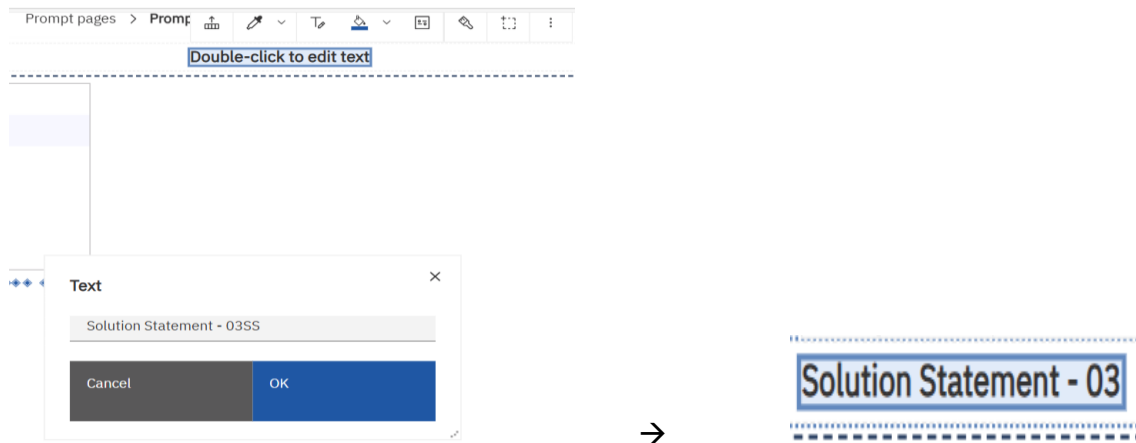 Prompt pages > Promp
Double-click to edit text
Text
Solution Statement - 03SS
Cancel
OK
→
Solution Statement - 03